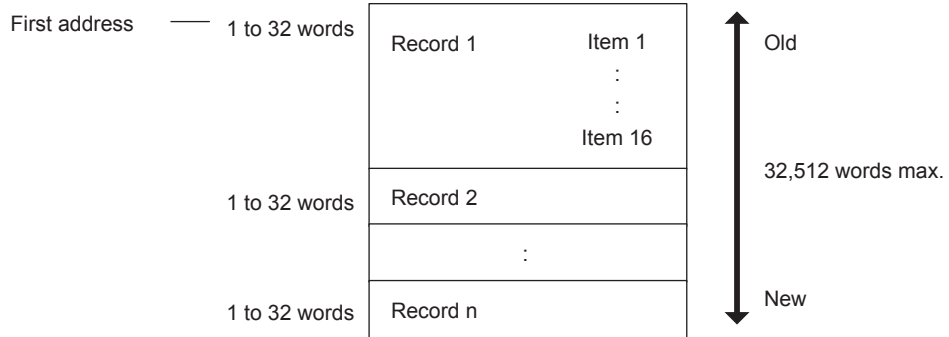 First address
1 to 32 words
Record 1
Item 1
:
:
Item 16
Old
32,512 words max.
1 to 32 words
Record 2
:
1 to 32 words
Record n
New